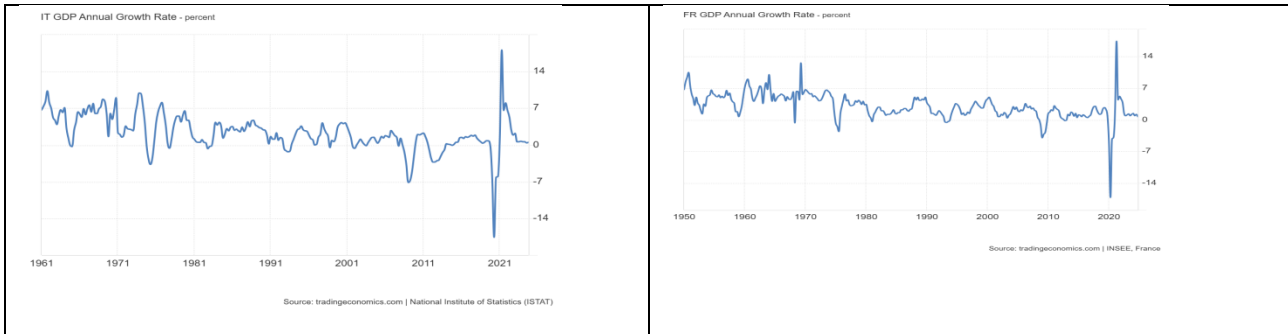 IT GDP Annual Growth Rate - percent
14
7
0
-7
-14
1961 1971 1981 1991 2001 2011 2021
Source: tradingeconomics.com | National Institute of Statistics (ISTAT)
FR GDP Annual Growth Rate - percent
14
7
0
-7
-14
1950 1960 1970 1980 1990 2000 2010 2020
Source: tradingeconomics.com | INSEE, France